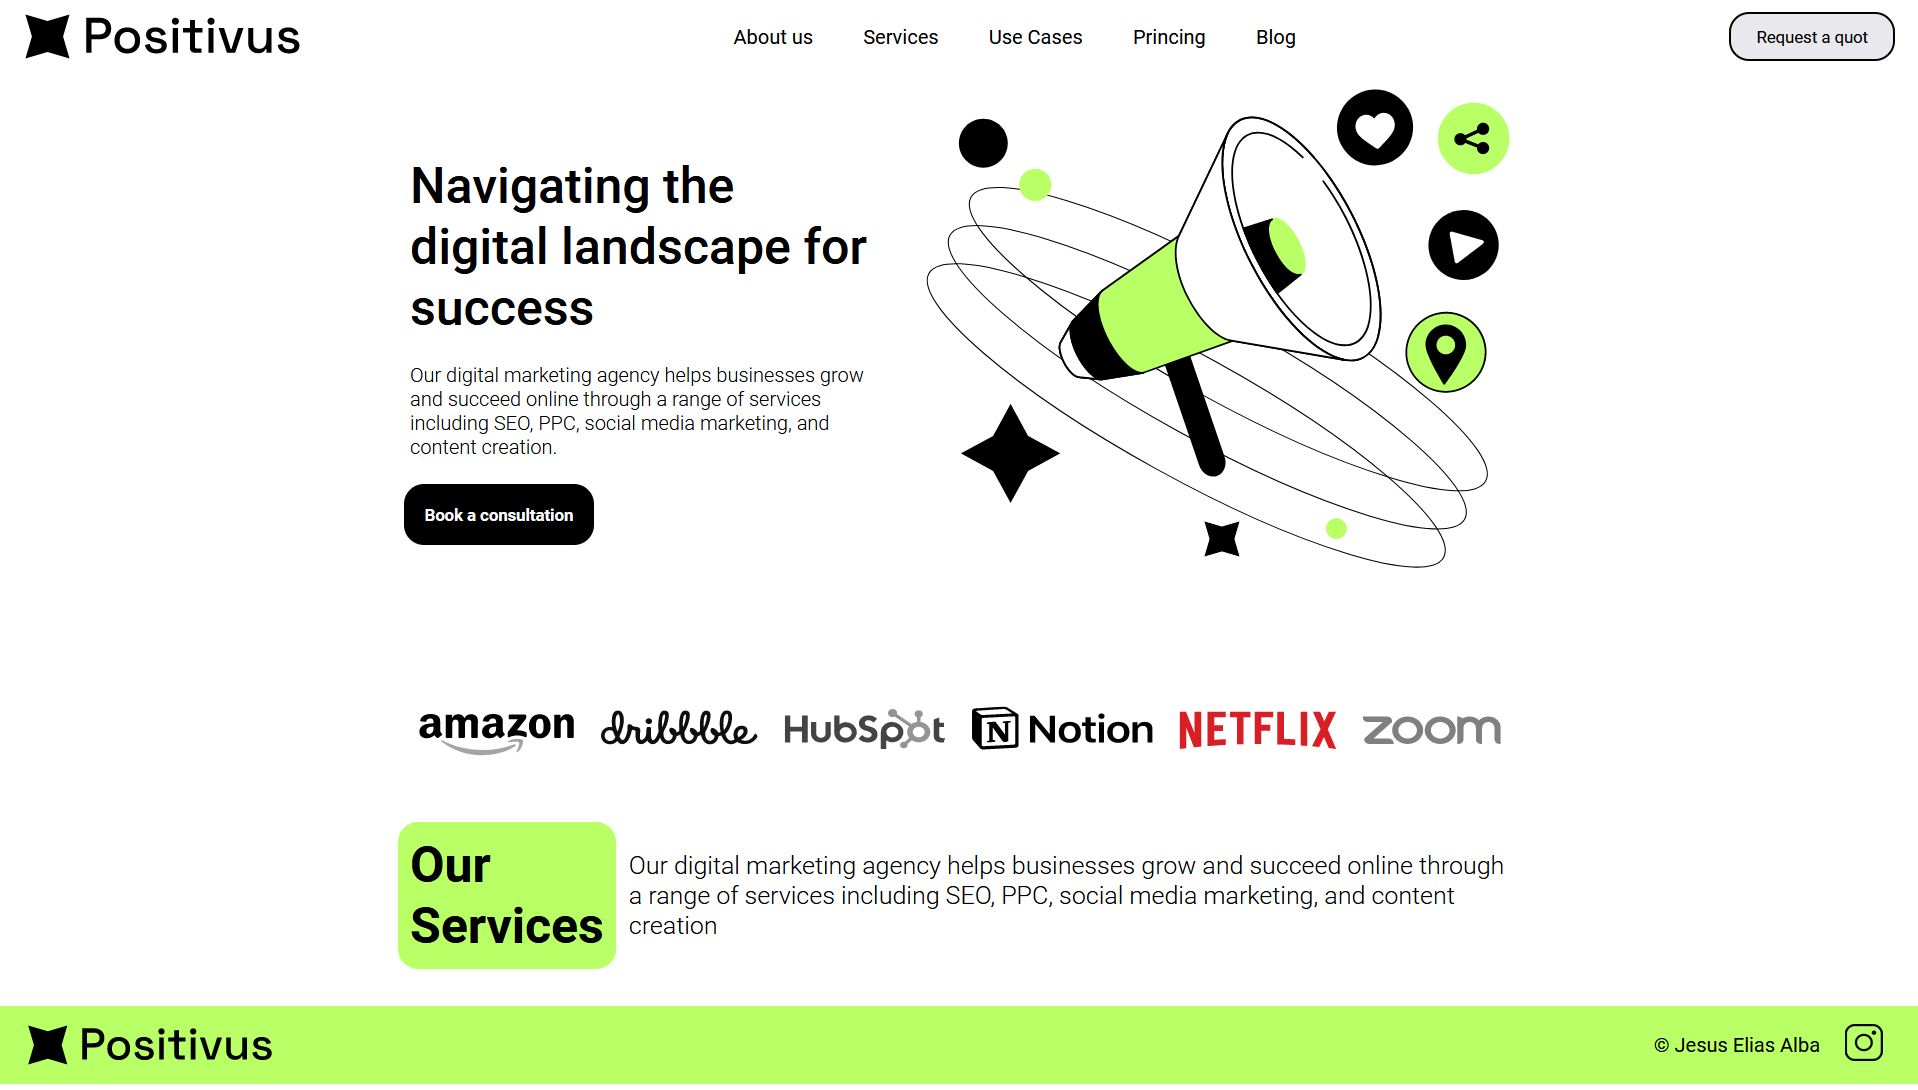 Positivus
About us Services Use Cases Princing Blog
Request a quot
Navigating the
digital landscape for
success
Our digital marketing agency helps businesses grow
and succeed online through a range of services
including SEO, PPC, social media marketing, and
content creation.
Book a consultation
amazon dribbble HubSpot N Notion NETFLIX zoom
Our
Services
Our digital marketing agency helps businesses grow and succeed online through
a range of services including SEO, PPC, social media marketing, and content
creation
Positivus
© Jesus Elias Alba